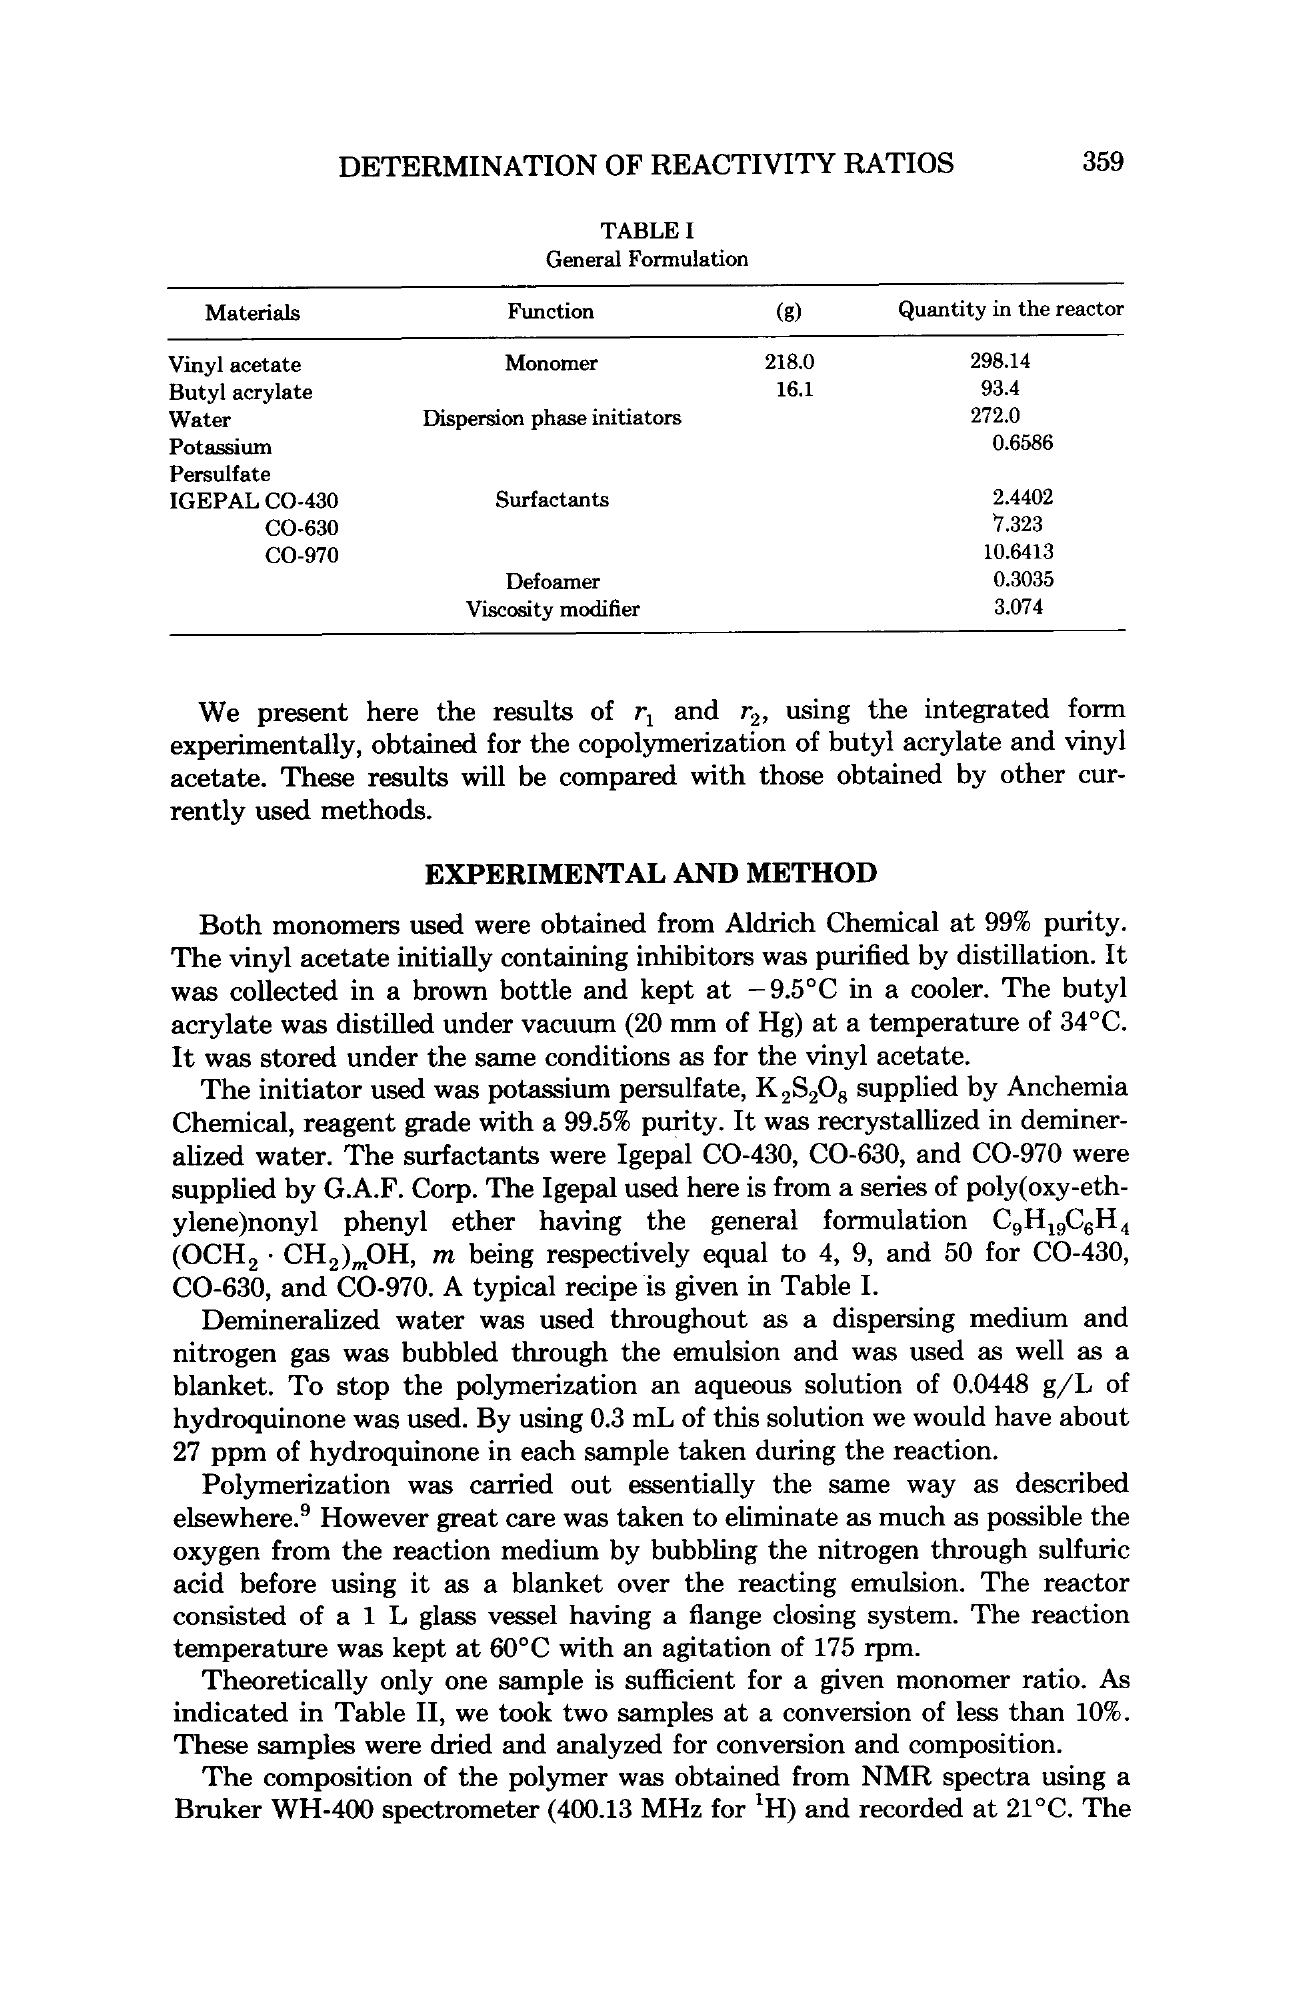 DETERMINATION OF REACTIVITY RATIOS 359
TABLE I
General Formulation
Materials Function (g) Quantity in the reactor
Vinyl acetate Monomer 218.0 298.14
Butyl acrylate 16.1 93.4
Water Dispersion phase initiators 272.0
Potassium 0.6586
Persulfate
IGEPAL CO-430 Surfactants 2.4402
CO-630 7.323
CO-970 10.6413
Defoamer 0.3035
Viscosity modifier 3.074
We present here the results of r₁ and r₂, using the integrated form
experimentally, obtained for the copolymerization of butyl acrylate and vinyl
acetate. These results will be compared with those obtained by other cur-
rently used methods.
EXPERIMENTAL AND METHOD
Both monomers used were obtained from Aldrich Chemical at 99% purity.
The vinyl acetate initially containing inhibitors was purified by distillation. It
was collected in a brown bottle and kept at −9.5°C in a cooler. The butyl
acrylate was distilled under vacuum (20 mm of Hg) at a temperature of 34°C.
It was stored under the same conditions as for the vinyl acetate.
The initiator used was potassium persulfate, K₂S₂O₈ supplied by Anchemia
Chemical, reagent grade with a 99.5% purity. It was recrystallized in deminer-
alized water. The surfactants were Igepal CO-430, CO-630, and CO-970 were
supplied by G.A.F. Corp. The Igepal used here is from a series of poly(oxy-eth-
ylene)nonyl phenyl ether having the general formulation C₉H₁₉C₆H₄
(OCH₂ · CH₂)ₘOH, m being respectively equal to 4, 9, and 50 for CO-430,
CO-630, and CO-970. A typical recipe is given in Table I.
Demineralized water was used throughout as a dispersing medium and
nitrogen gas was bubbled through the emulsion and was used as well as a
blanket. To stop the polymerization an aqueous solution of 0.0448 g/L of
hydroquinone was used. By using 0.3 mL of this solution we would have about
27 ppm of hydroquinone in each sample taken during the reaction.
Polymerization was carried out essentially the same way as described
elsewhere.⁹ However great care was taken to eliminate as much as possible the
oxygen from the reaction medium by bubbling the nitrogen through sulfuric
acid before using it as a blanket over the reacting emulsion. The reactor
consisted of a 1 L glass vessel having a flange closing system. The reaction
temperature was kept at 60°C with an agitation of 175 rpm.
Theoretically only one sample is sufficient for a given monomer ratio. As
indicated in Table II, we took two samples at a conversion of less than 10%.
These samples were dried and analyzed for conversion and composition.
The composition of the polymer was obtained from NMR spectra using a
Bruker WH-400 spectrometer (400.13 MHz for ¹H) and recorded at 21°C. The